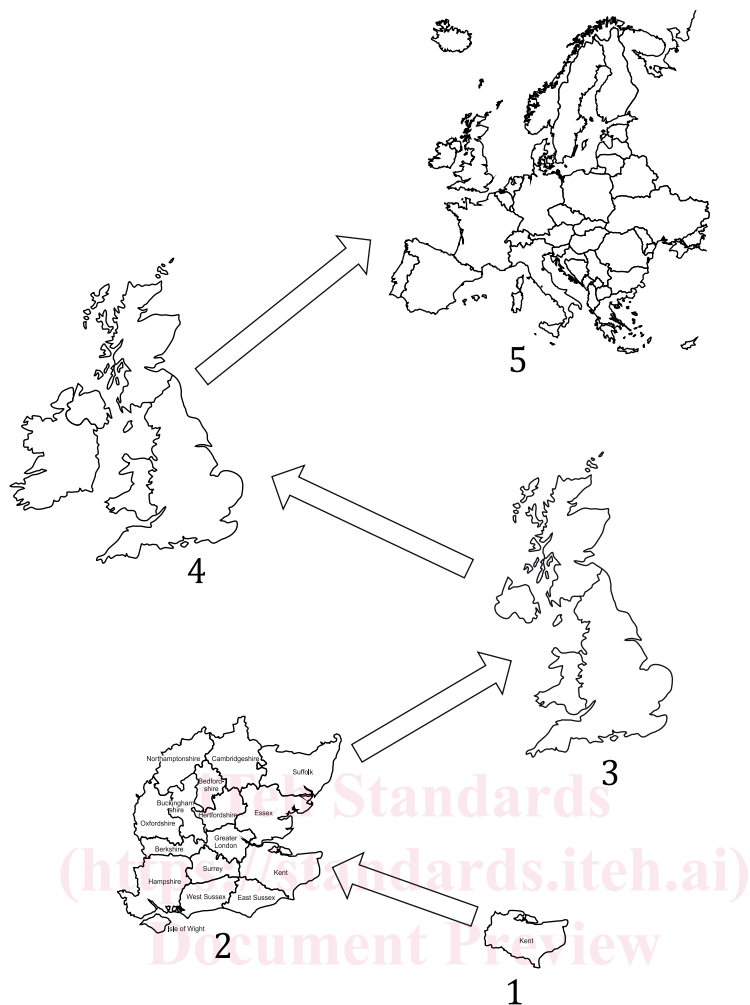 5
4
3
Northamptonshire
Cambridgeshire
Suffolk
Bedford-
shire
Buckingham
shire
Hertfordshire
Essex
Oxfordshire
Greater
London
Berkshire
Surrey
Kent
Hampshire
West Sussex
East Sussex
Isle of Wight
2
Kent
1
iTeh Standards
(https://standards.iteh.ai)
Document Preview